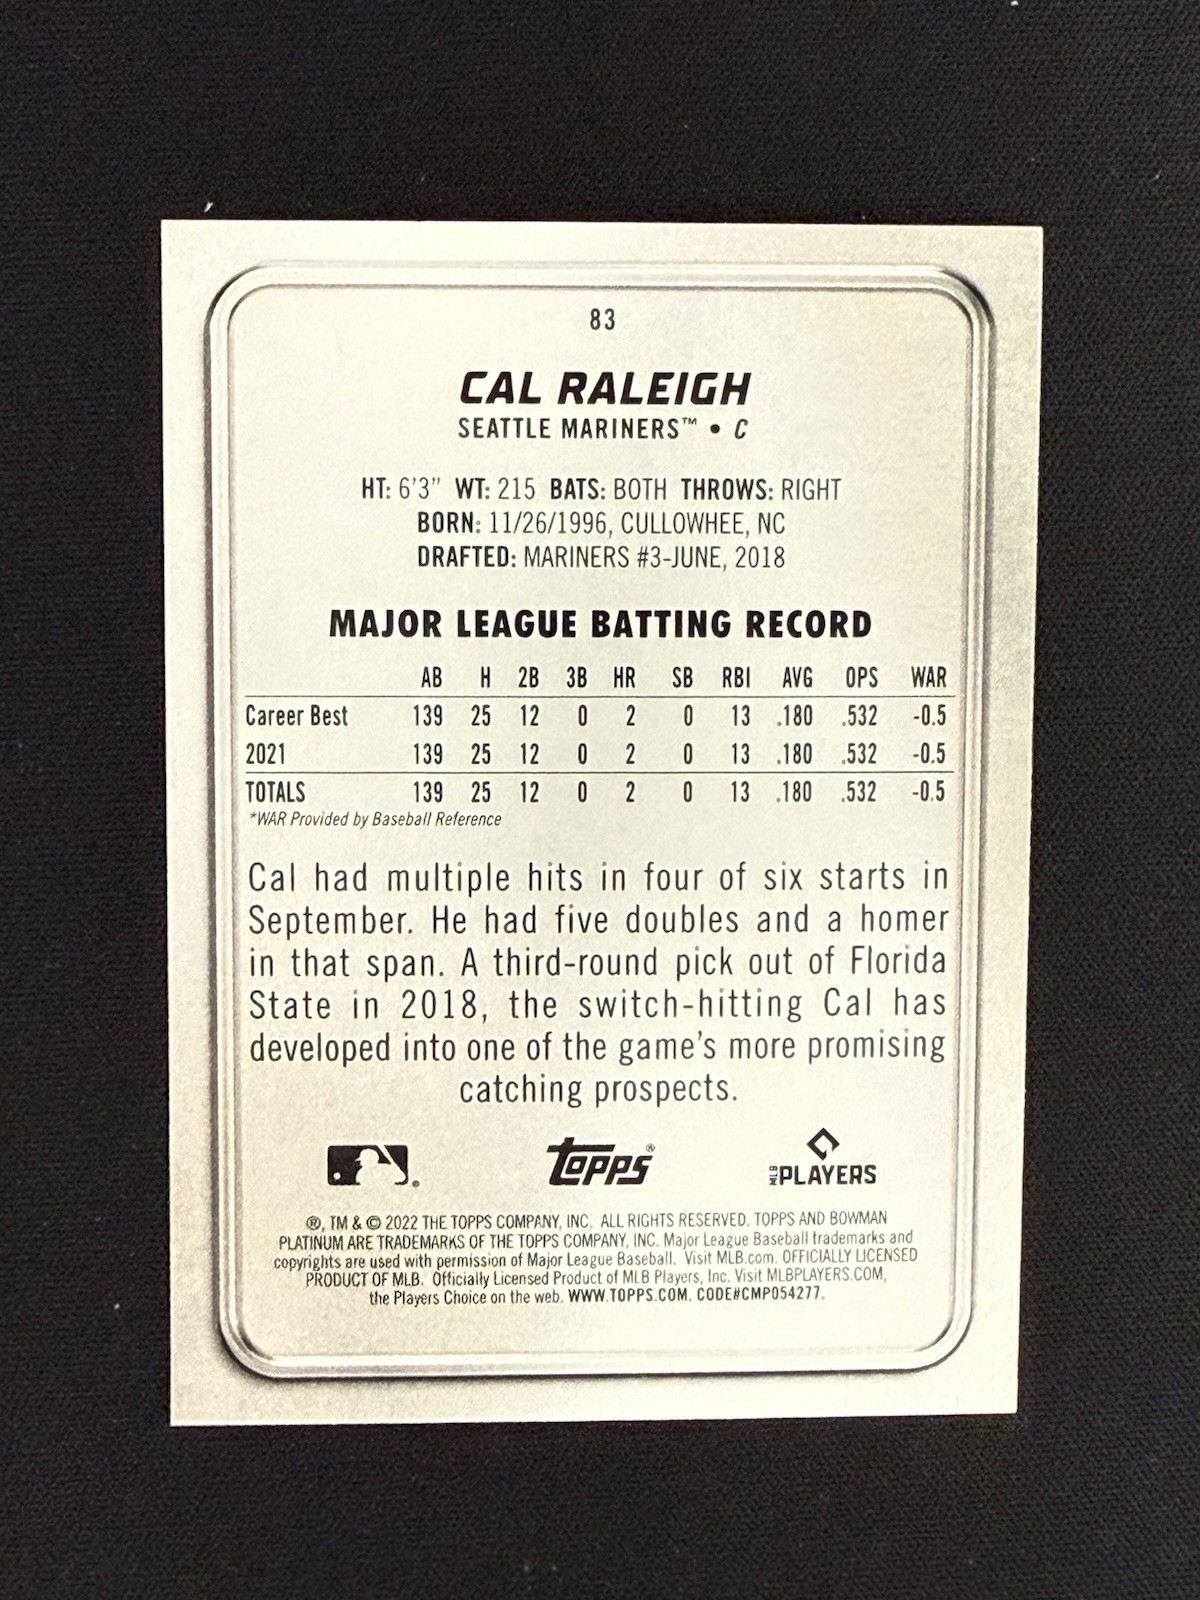 83
CAL RALEIGH
SEATTLE MARINERS™ • C
HT: 6'3" WT: 215 BATS: BOTH THROWS: RIGHT
BORN: 11/26/1996, CULLOWHEE, NC
DRAFTED: MARINERS #3-JUNE, 2018
MAJOR LEAGUE BATTING RECORD
AB H 2B 3B HR SB RBI AVG OPS WAR
Career Best 139 25 12 0 2 0 13 .180 .532 -0.5
2021 139 25 12 0 2 0 13 .180 .532 -0.5
TOTALS 139 25 12 0 2 0 13 .180 .532 -0.5
*WAR Provided by Baseball Reference
Cal had multiple hits in four of six starts in
September. He had five doubles and a homer
in that span. A third-round pick out of Florida
State in 2018, the switch-hitting Cal has
developed into one of the game's more promising
catching prospects.
® topps® MLB PLAYERS
®, TM & © 2022 THE TOPPS COMPANY, INC. ALL RIGHTS RESERVED. TOPPS AND BOWMAN
PLATINUM ARE TRADEMARKS OF THE TOPPS COMPANY, INC. Major League Baseball trademarks and
copyrights are used with permission of Major League Baseball. Visit MLB.com. OFFICIALLY LICENSED
PRODUCT OF MLB. Officially Licensed Product of MLB Players, Inc. Visit MLBPLAYERS.COM,
the Players Choice on the web. WWW.TOPPS.COM. CODE#CMP054277.